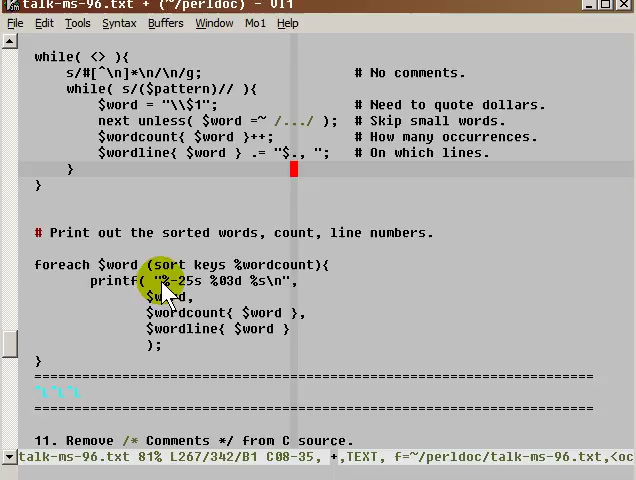 talk-ms-96.txt + (~/perldoc) - VI1
File Edit Tools Syntax Buffers Window Mo1 Help
while( <> ){
s/#[^\n]*\n/\n/g; # No comments.
while( s/($pattern)// ){
$word = "\\$1"; # Need to quote dollars.
next unless( $word =~ /.../ ); # Skip small words.
$wordcount{ $word }++; # How many occurrences.
$wordline{ $word } .= "$., "; # On which lines.
}
}
# Print out the sorted words, count, line numbers.
foreach $word (sort keys %wordcount){
printf( "%-25s %03d %s\n",
$word,
$wordcount{ $word },
$wordline{ $word }
);
}
===========================================================================
^L^L^L
===========================================================================
11. Remove /* Comments */ from C source.
talk-ms-96.txt 81% L267/342/B1 C08-35, +,TEXT, f=~/perldoc/talk-ms-96.txt,<oc